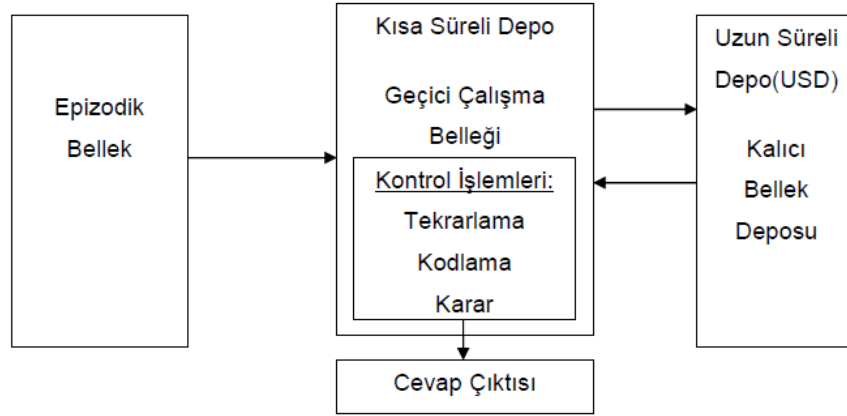 Epizodik
Bellek
Kısa Süreli Depo
Geçici Çalışma
Belleği
Kontrol İşlemleri:
Tekrarlama
Kodlama
Karar
Cevap Çıktısı
Uzun Süreli
Depo(USD)
Kalıcı
Bellek
Deposu